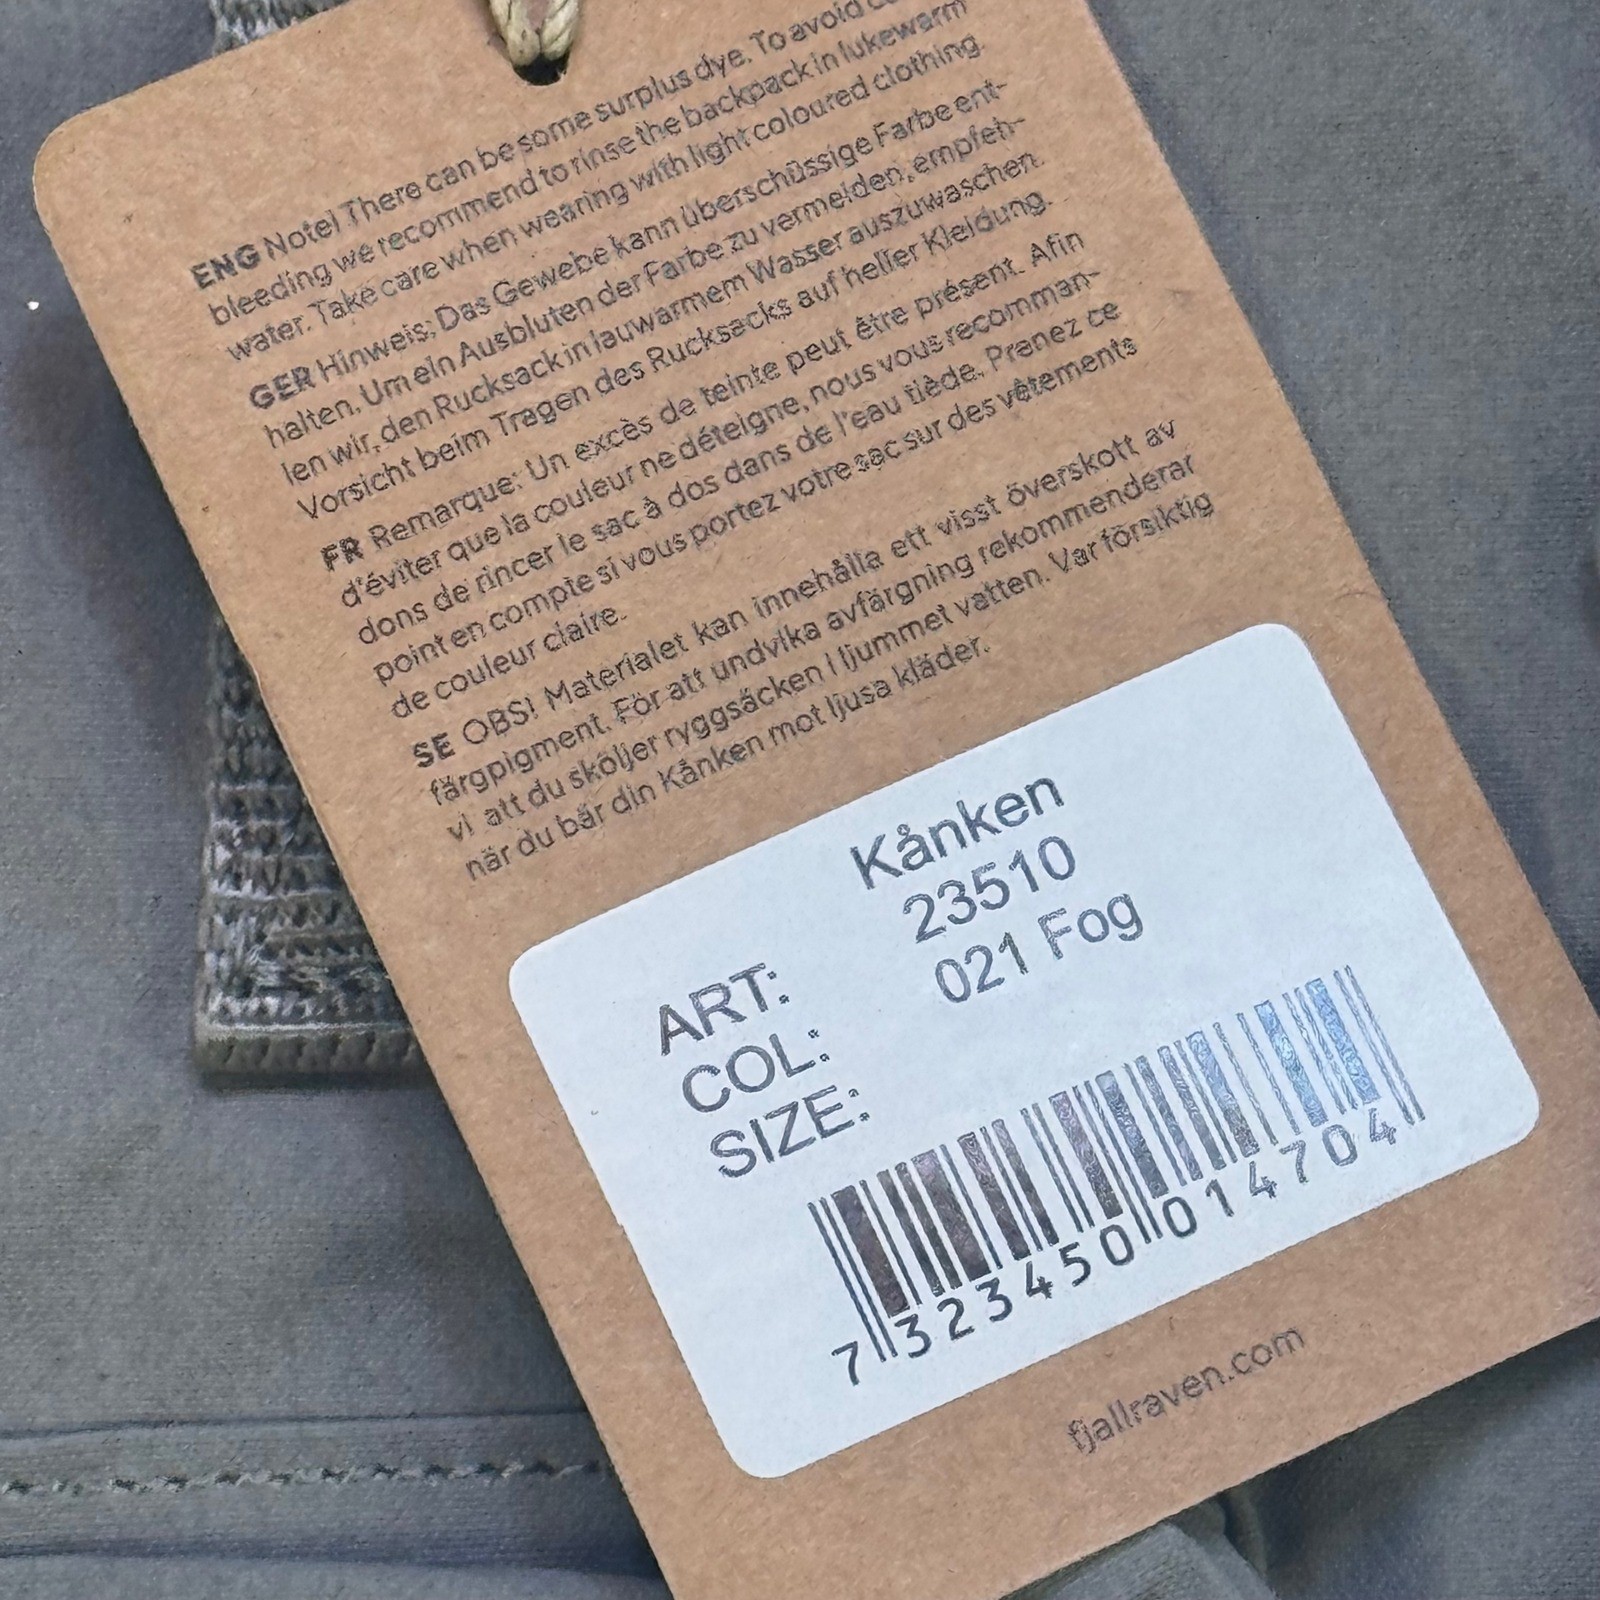 ENG Note! There can be some surplus dye. To avoid
bleeding we recommend to rinse the backpack in lukewarm
water. Take care when wearing with light coloured clothing
GER Hinweis: Das Gewebe kann überschüssige Farbe ent-
halten. Um ein Ausbluten der Farbe zu vermeiden, empfeh-
len wir, den Rucksack in lauwarmem Wasser auszuwaschen.
Vorsicht beim Tragen des Rucksacks auf heller Kleidung.
FR Remarque: Un excès de teinte peut être présent. Afin
d'éviter que la couleur ne déteigne, nous vous recomman-
dons de rincer le sac à dos dans de l'eau tiède. Prenez ce
point en compte si vous portez votre sac sur des vêtements
de couleur claire.
SE OBS! Materialet kan innehålla ett visst överskott av
färgpigment. För att undvika avfärgning rekommenderar
vi att du sköljer ryggsäcken i ljummet vatten. Var försiktig
när du bär din Kånken mot ljusa kläder.
Kånken
ART: 23510
COL: 021 Fog
SIZE:
7 323450 014704
fjallraven.com